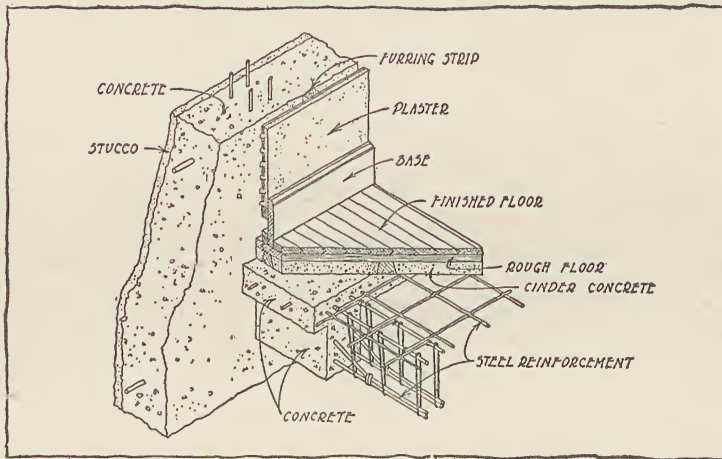 FURRING STRIP
CONCRETE
PLASTER
STUCCO
BASE
FINISHED FLOOR
ROUGH FLOOR
CINDER CONCRETE
STEEL REINFORCEMENT
CONCRETE